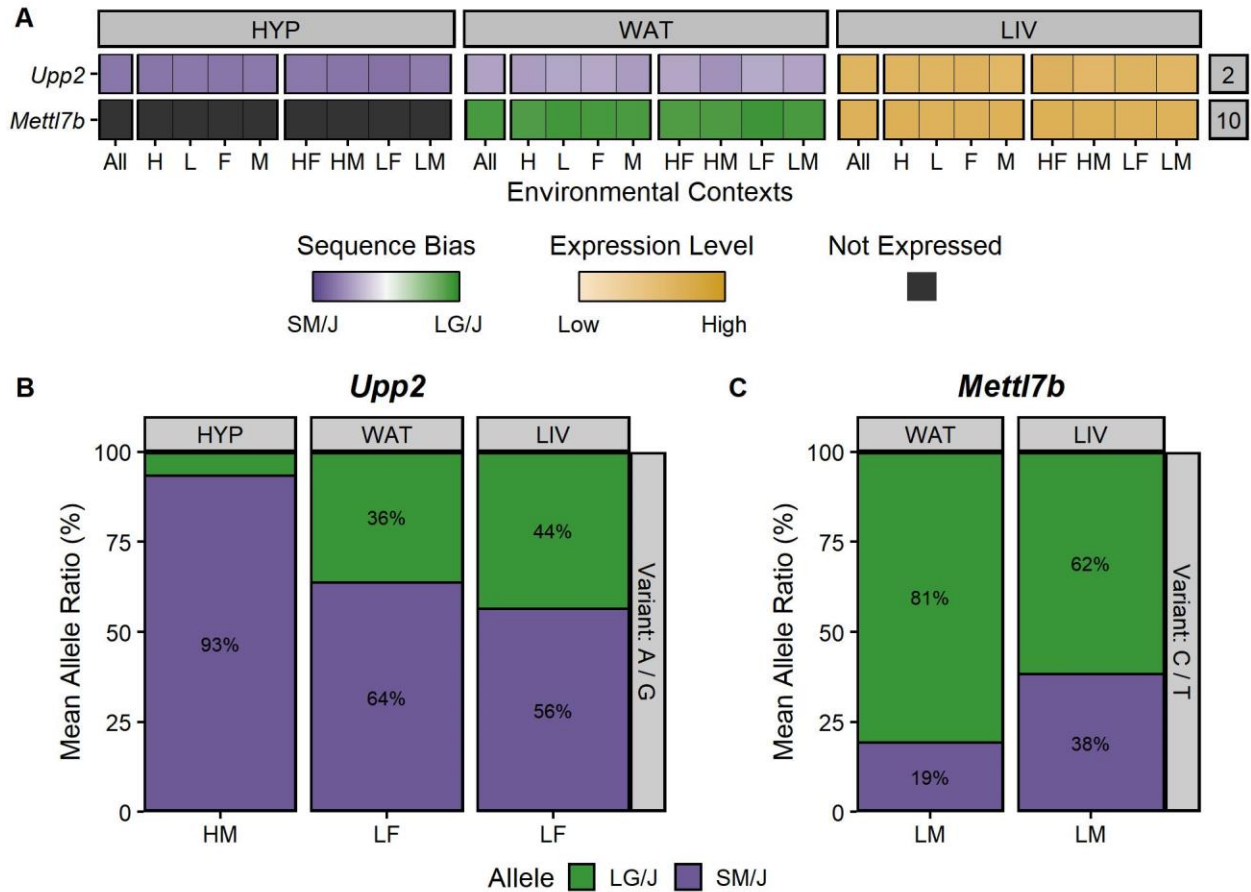 A
HYP WAT LIV
Upp2 2
Mettl7b 10
All H L F M HF HM LF LM All H L F M HF HM LF LM All H L F M HF HM LF LM
Environmental Contexts
Sequence Bias Expression Level Not Expressed
SM/J LG/J Low High
B Upp2 C Mettl7b
HYP WAT LIV WAT LIV
Mean Allele Ratio (%)
100
75
50
25
0
93%
36%
64%
44%
56%
Variant: A / G
HM LF LF
Mean Allele Ratio (%)
100
75
50
25
0
81%
19%
62%
38%
Variant: C / T
LM LM
Allele LG/J SM/J